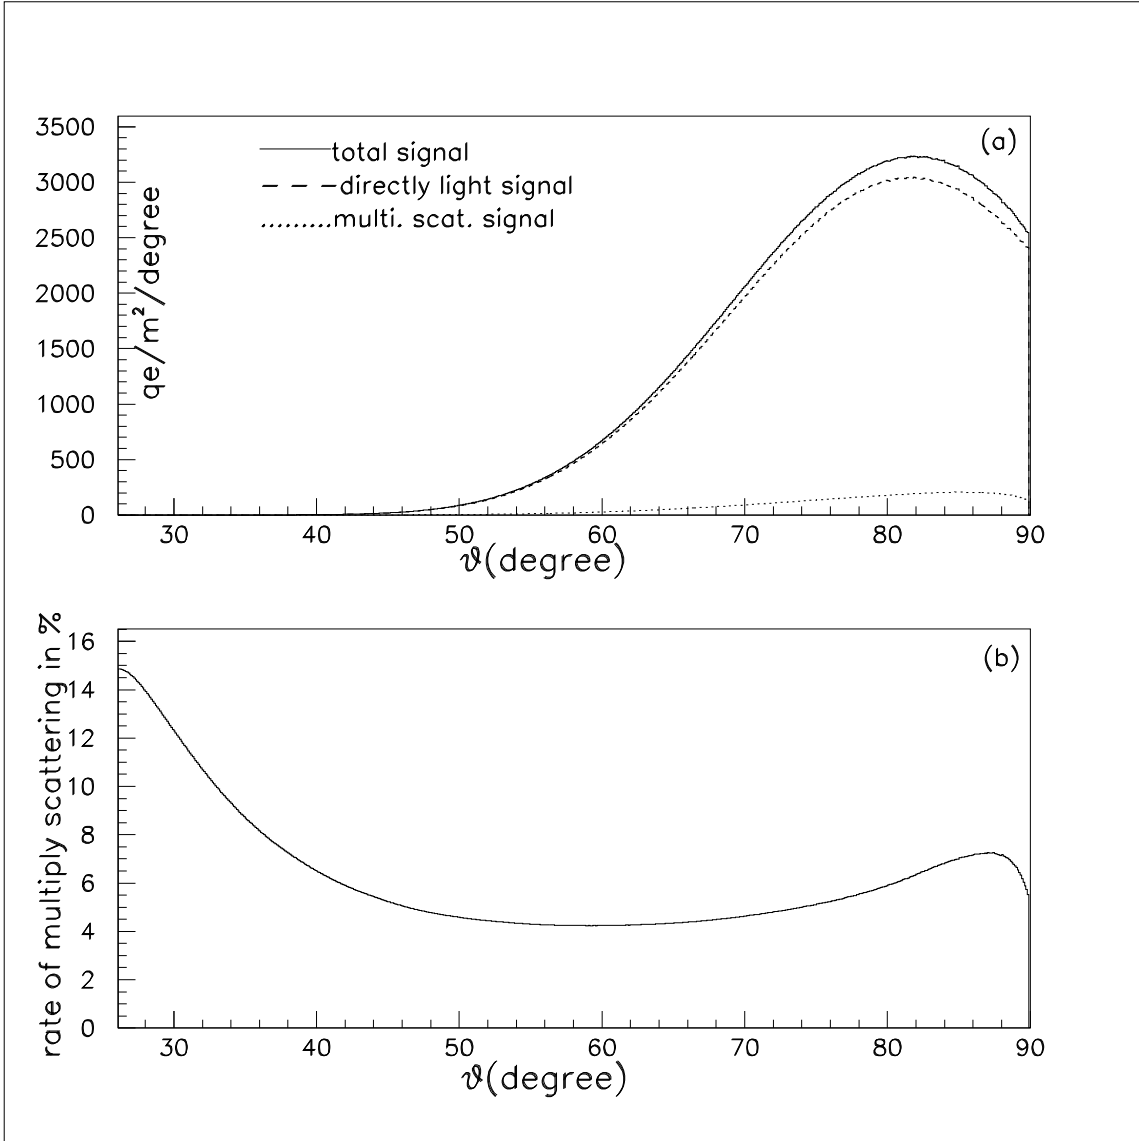 (a)
total signal
directly light signal
multi. scat. signal
qe/m²/degree
3500
3000
2500
2000
1500
1000
500
0
30 40 50 60 70 80 90
ϑ(degree)
(b)
rate of multiply scattering in %
16
14
12
10
8
6
4
2
0
30 40 50 60 70 80 90
ϑ(degree)